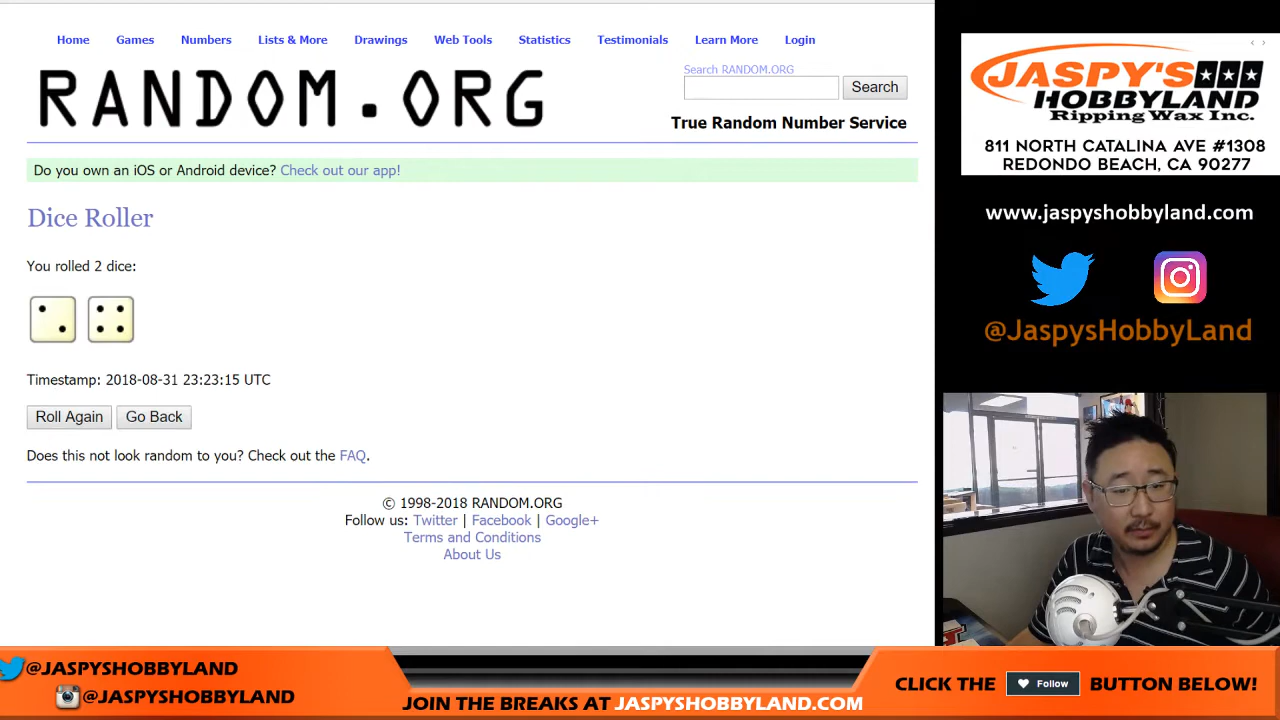 Home Games Numbers Lists & More Drawings Web Tools Statistics Testimonials Learn More Login
RANDOM.ORG
Search RANDOM.ORG
Search
True Random Number Service
Do you own an iOS or Android device? Check out our app!
Dice Roller
You rolled 2 dice:
Timestamp: 2018-08-31 23:23:15 UTC
Roll Again Go Back
Does this not look random to you? Check out the FAQ.
© 1998-2018 RANDOM.ORG
Follow us: Twitter | Facebook | Google+
Terms and Conditions
About Us
JASPY'S
HOBBYLAND
Ripping Wax Inc.
811 NORTH CATALINA AVE #1308
REDONDO BEACH, CA 90277
www.jaspyshobbyland.com
@JaspysHobbyLand
@JASPYSHOBBYLAND
@JASPYSHOBBYLAND
JOIN THE BREAKS AT JASPYSHOBBYLAND.COM
CLICK THE Follow BUTTON BELOW!